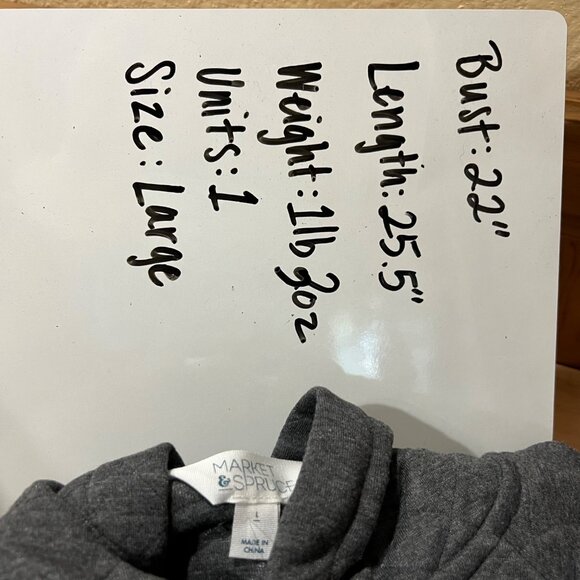 Bust: 22"
Length: 25.5"
Weight: 1lb 3oz
Units: 1
Size: Large
MARKET
& SPRUCE
L
MADE IN
CHINA